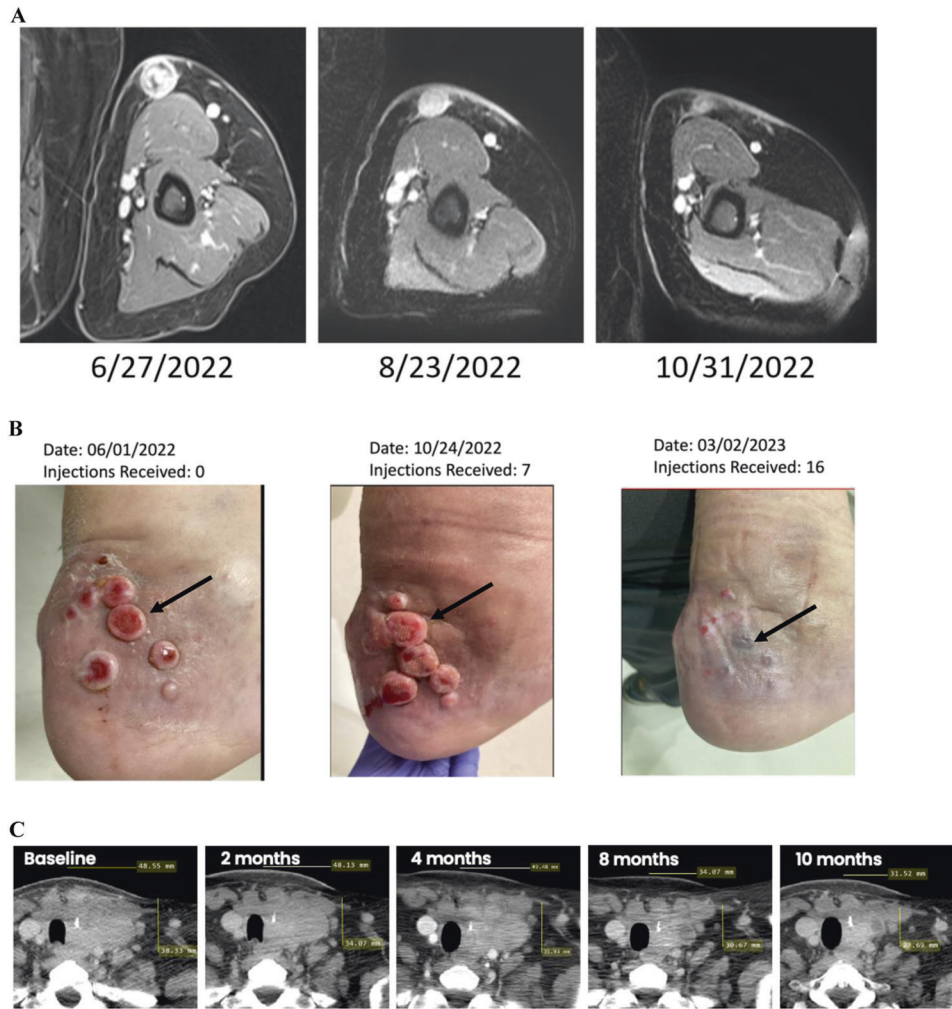 A
6/27/2022
8/23/2022
10/31/2022
B
Date: 06/01/2022
Injections Received: 0
Date: 10/24/2022
Injections Received: 7
Date: 03/02/2023
Injections Received: 16
C
Baseline
48.55 mm
38.33 mm
2 months
48.13 mm
34.07 mm
4 months
mm
mm
8 months
34.07 mm
30.67 mm
10 months
31.52 mm
mm